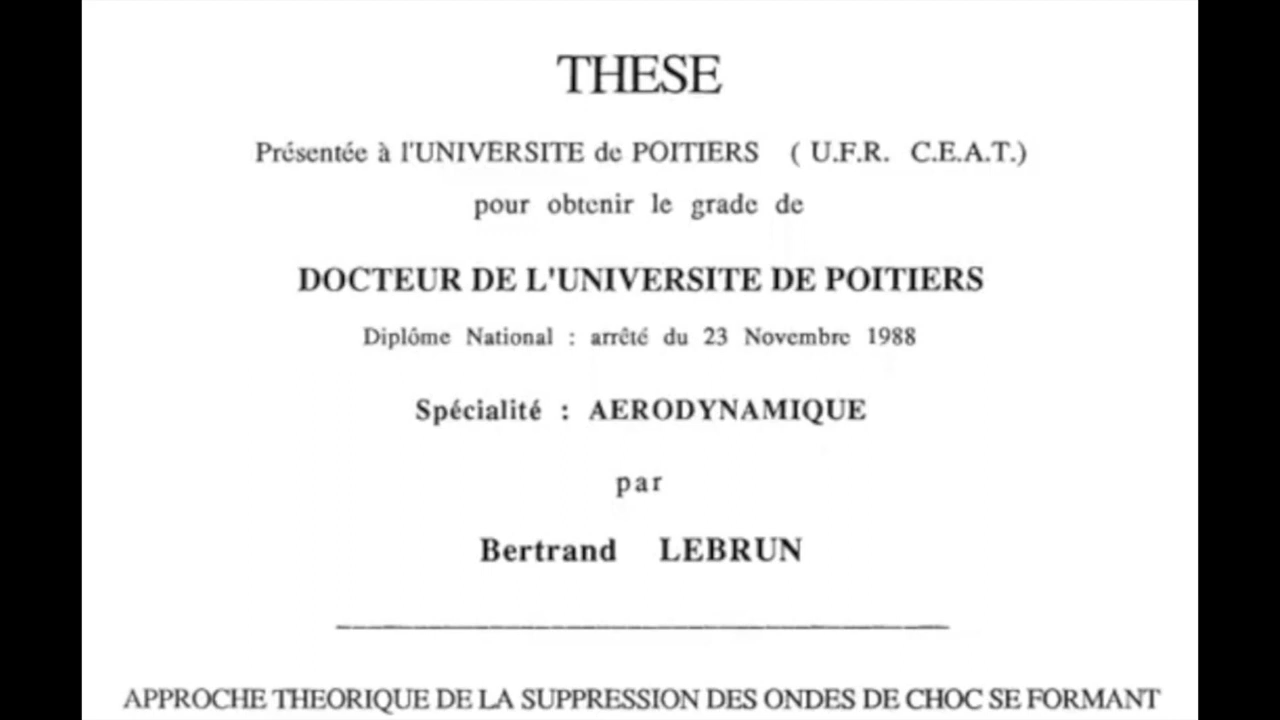 THESE
Présentée à l'UNIVERSITE de POITIERS ( U.F.R. C.E.A.T.)
pour obtenir le grade de
DOCTEUR DE L'UNIVERSITE DE POITIERS
Diplôme National : arrêté du 23 Novembre 1988
Spécialité : AERODYNAMIQUE
par
Bertrand LEBRUN
APPROCHE THEORIQUE DE LA SUPPRESSION DES ONDES DE CHOC SE FORMANT